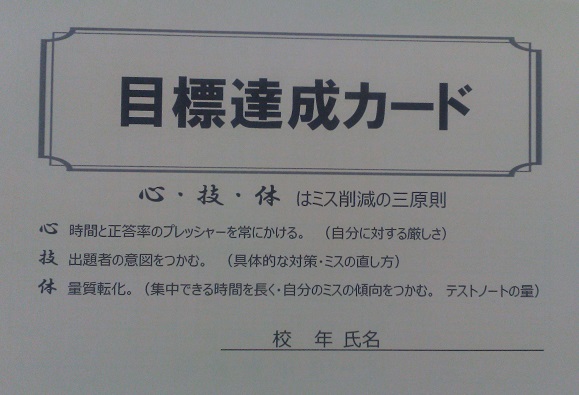 目標達成カード
心・技・体 はミス削減の三原則
心 時間と正答率のプレッシャーを常にかける。 （自分に対する厳しさ）
技 出題者の意図をつかむ。 （具体的な対策・ミスの直し方）
体 量質転化。（集中できる時間を長く・自分のミスの傾向をつかむ。 テストノートの量）
校 年 氏名